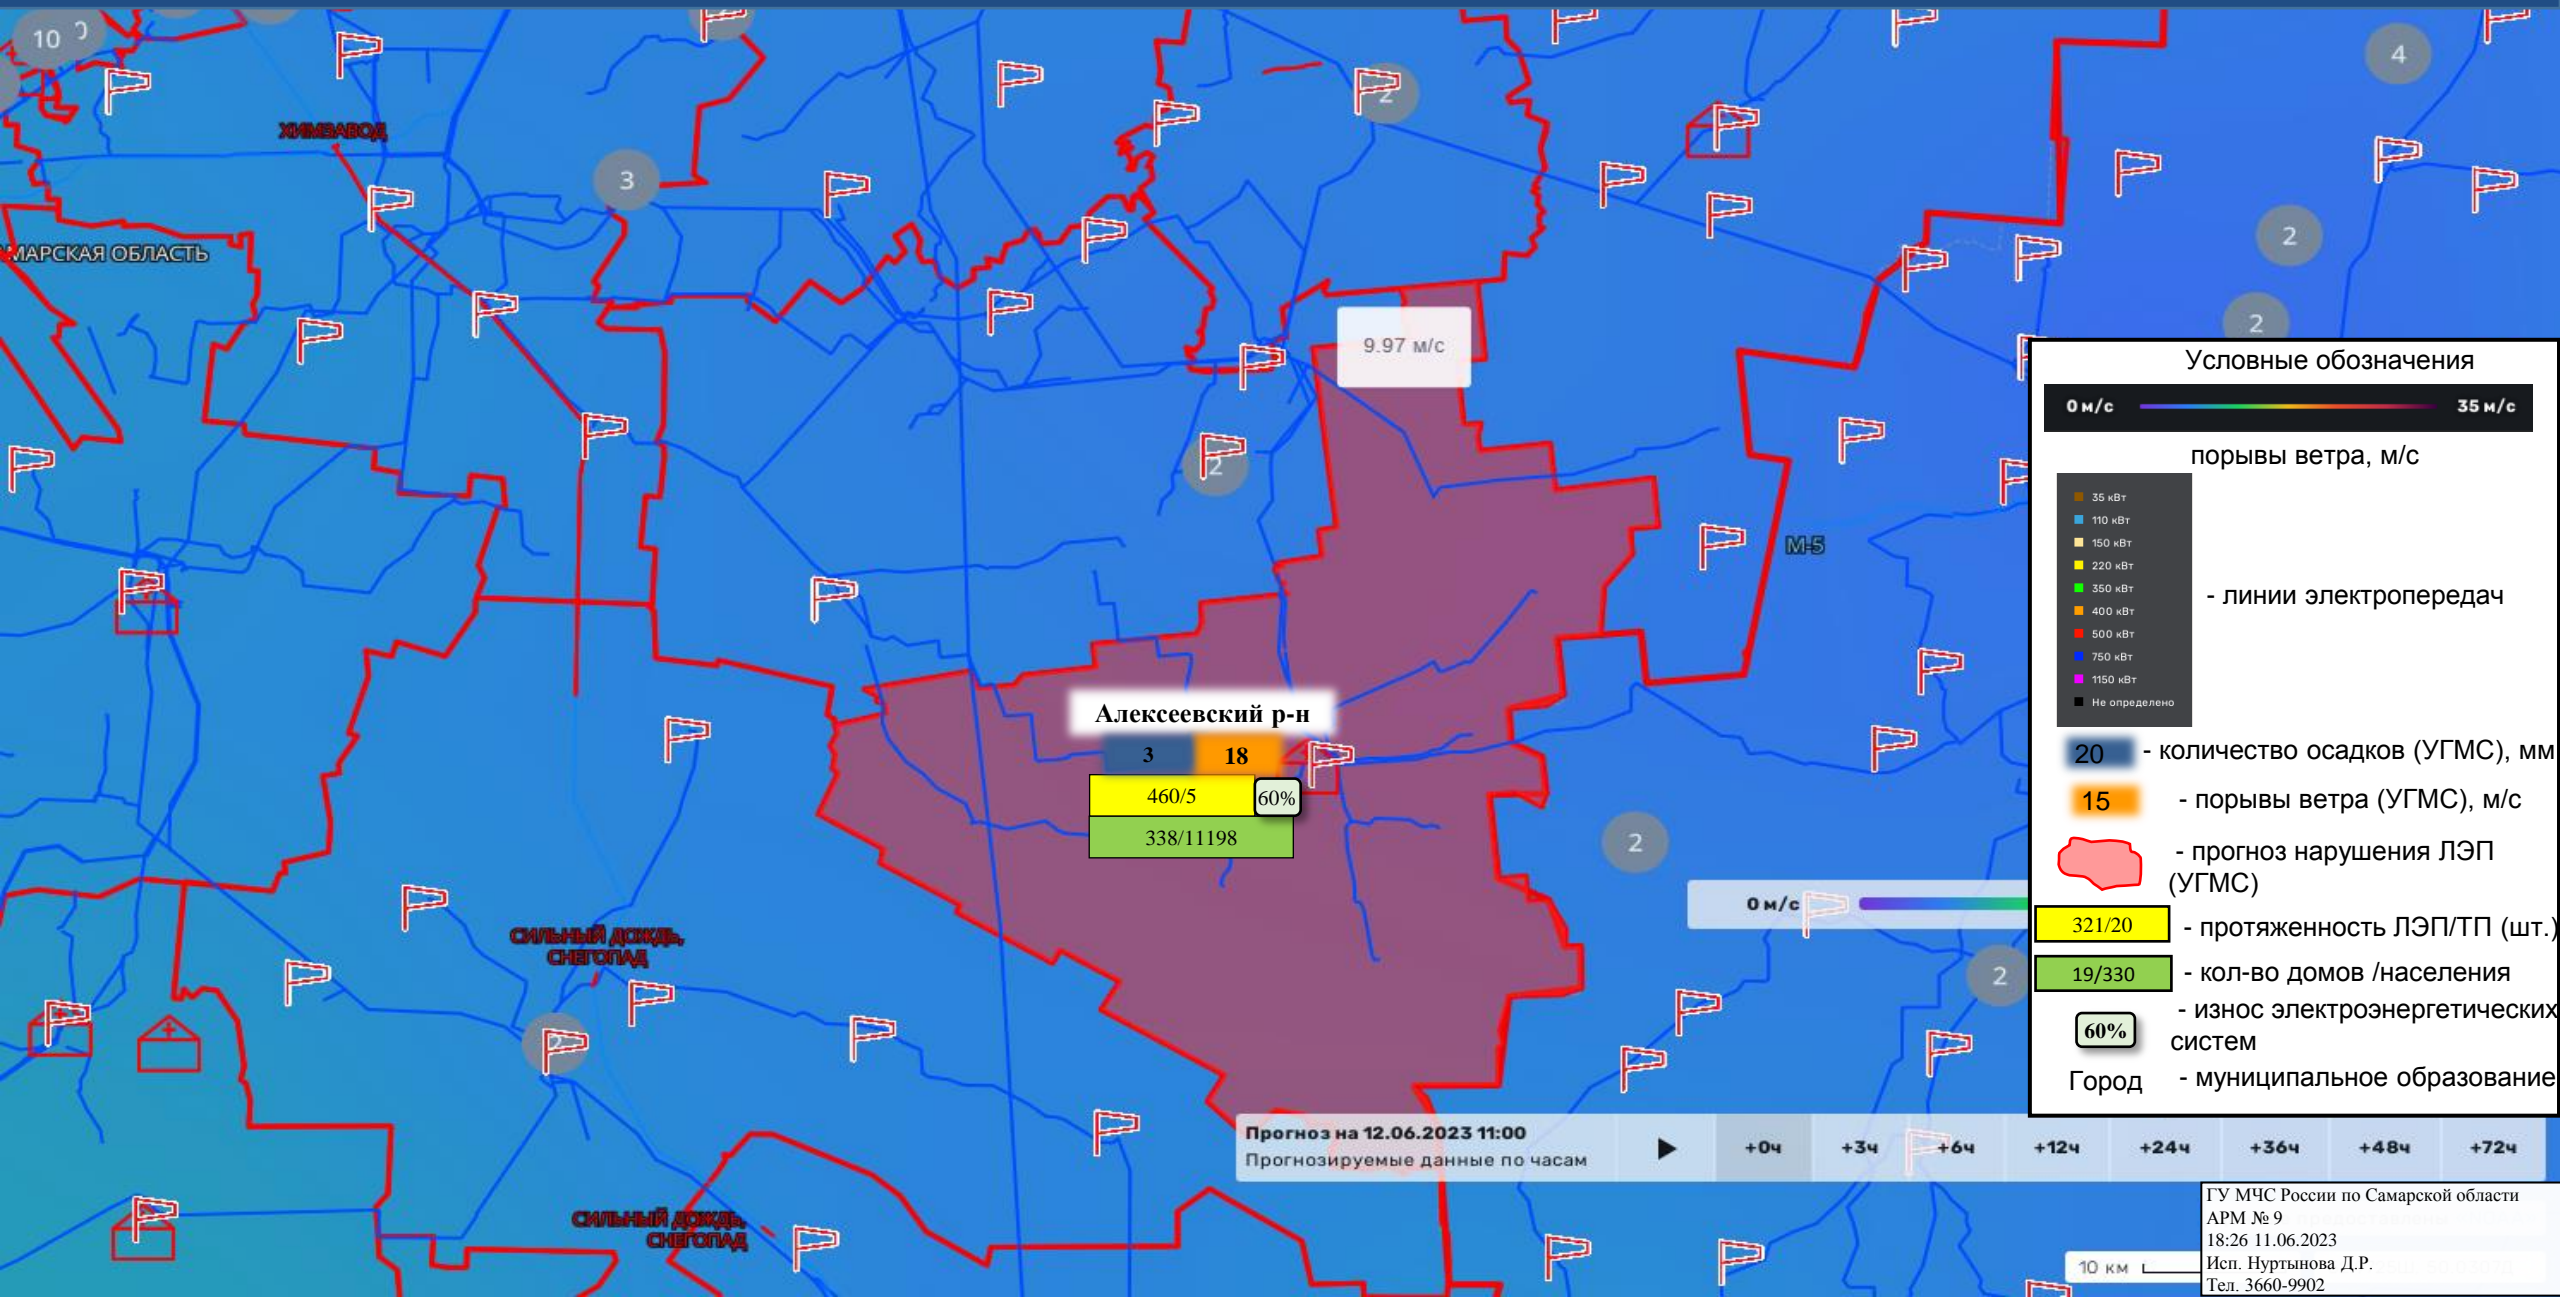 10
4
2
2
ХИМЗАВОД
3
МАРСКАЯ ОБЛАСТЬ
2
2
9.97 м/с
2
М-5
Алексеевский р-н
3 18
460/5 60%
338/11198
2
0 м/с
СИЛЬНЫЙ ДОЖДЬ,
СНЕГОПАД
2
2
Прогноз на 12.06.2023 11:00
Прогнозируемые данные по часам
+0ч +3ч +6ч +12ч +24ч +36ч +48ч +72ч
СИЛЬНЫЙ ДОЖДЬ,
СНЕГОПАД
10 км
Условные обозначения
0 м/с 35 м/с
порывы ветра, м/с
35 кВт
110 кВт
150 кВт
220 кВт
350 кВт
400 кВт
500 кВт
750 кВт
1150 кВт
Не определено
- линии электропередач
20 - количество осадков (УГМС), мм
15 - порывы ветра (УГМС), м/с
- прогноз нарушения ЛЭП
(УГМС)
321/20 - протяженность ЛЭП/ТП (шт.)
19/330 - кол-во домов /населения
60% - износ электроэнергетических
систем
Город - муниципальное образование
ГУ МЧС России по Самарской области
АРМ № 9
18:26 11.06.2023
Исп. Нуртынова Д.Р.
Тел. 3660-9902